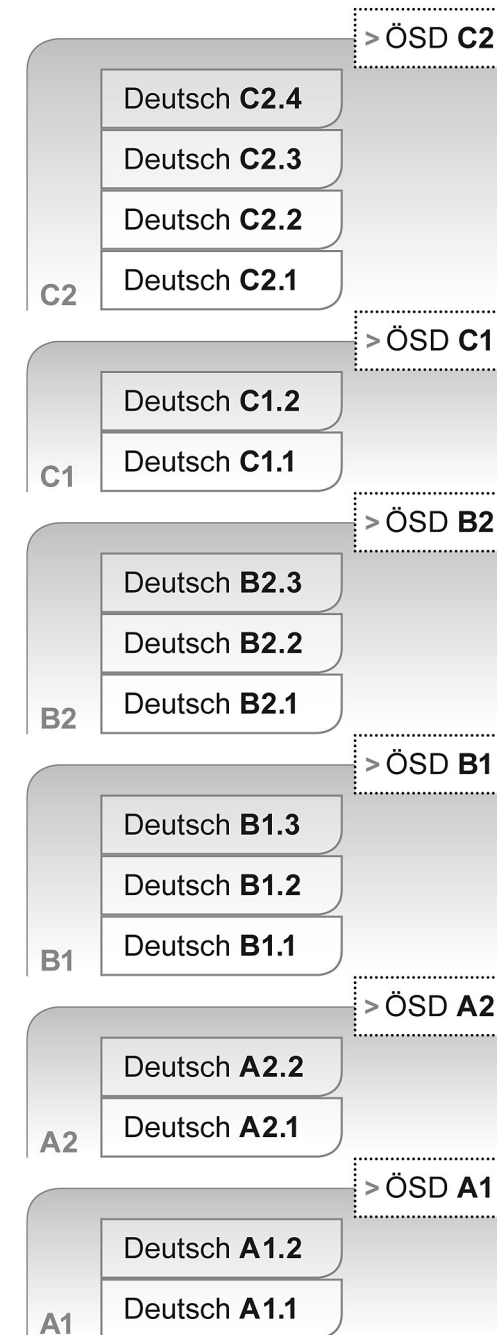 > ÖSD C2
Deutsch C2.4
Deutsch C2.3
Deutsch C2.2
Deutsch C2.1
C2
> ÖSD C1
Deutsch C1.2
Deutsch C1.1
C1
> ÖSD B2
Deutsch B2.3
Deutsch B2.2
Deutsch B2.1
B2
> ÖSD B1
Deutsch B1.3
Deutsch B1.2
Deutsch B1.1
B1
> ÖSD A2
Deutsch A2.2
Deutsch A2.1
A2
> ÖSD A1
Deutsch A1.2
Deutsch A1.1
A1